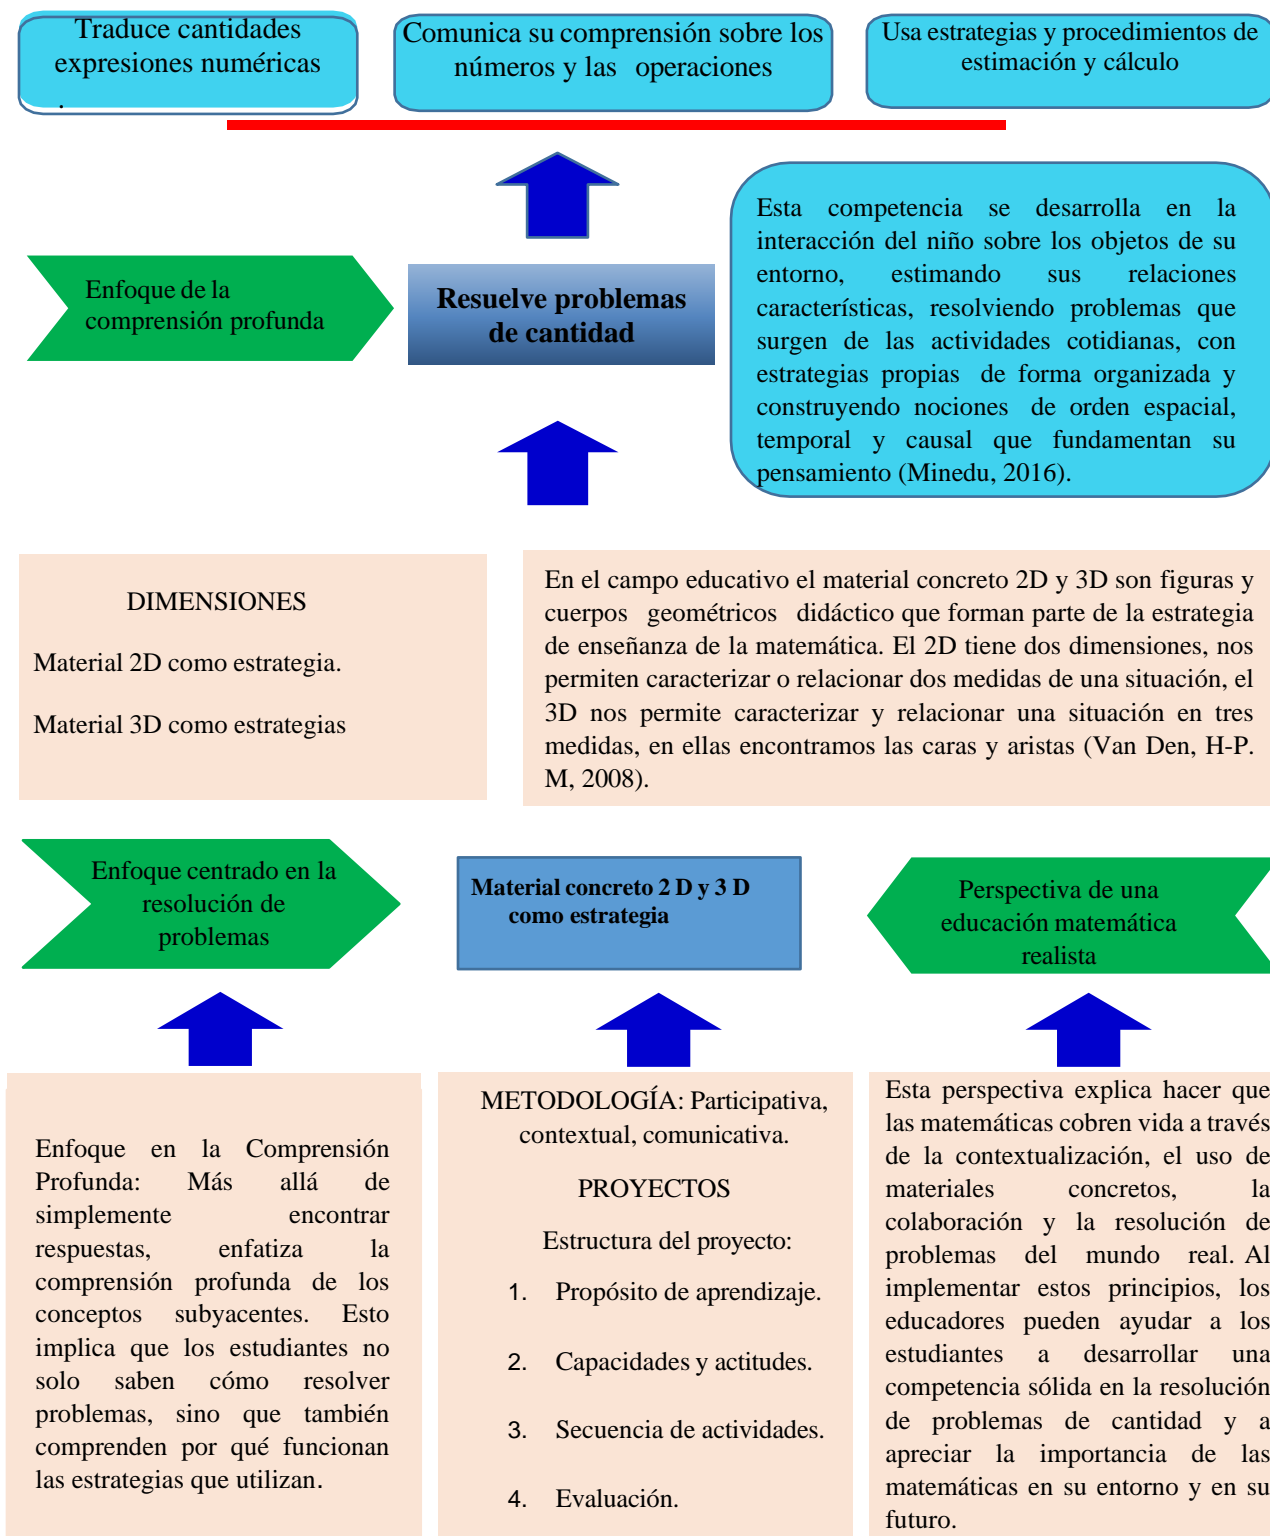 Traduce cantidades
expresiones numéricas
.
Comunica su comprensión sobre los
números y las operaciones
Usa estrategias y procedimientos de
estimación y cálculo
Enfoque de la
comprensión profunda
Resuelve problemas
de cantidad
Esta competencia se desarrolla en la
interacción del niño sobre los objetos de su
entorno, estimando sus relaciones
características, resolviendo problemas que
surgen de las actividades cotidianas, con
estrategias propias de forma organizada y
construyendo nociones de orden espacial,
temporal y causal que fundamentan su
pensamiento (Minedu, 2016).
DIMENSIONES
Material 2D como estrategia.
Material 3D como estrategias
En el campo educativo el material concreto 2D y 3D son figuras y
cuerpos geométricos didáctico que forman parte de la estrategia
de enseñanza de la matemática. El 2D tiene dos dimensiones, nos
permiten caracterizar o relacionar dos medidas de una situación, el
3D nos permite caracterizar y relacionar una situación en tres
medidas, en ellas encontramos las caras y aristas (Van Den, H-P.
M, 2008).
Enfoque centrado en la
resolución de
problemas
Material concreto 2 D y 3 D
como estrategia
Perspectiva de una
educación matemática
realista
Enfoque en la Comprensión
Profunda: Más allá de
simplemente encontrar
respuestas, enfatiza la
comprensión profunda de los
conceptos subyacentes. Esto
implica que los estudiantes no
solo saben cómo resolver
problemas, sino que también
comprenden por qué funcionan
las estrategias que utilizan.
METODOLOGÍA: Participativa,
contextual, comunicativa.
PROYECTOS
Estructura del proyecto:
1. Propósito de aprendizaje.
2. Capacidades y actitudes.
3. Secuencia de actividades.
4. Evaluación.
Esta perspectiva explica hacer que
las matemáticas cobren vida a través
de la contextualización, el uso de
materiales concretos, la
colaboración y la resolución de
problemas del mundo real. Al
implementar estos principios, los
educadores pueden ayudar a los
estudiantes a desarrollar una
competencia sólida en la resolución
de problemas de cantidad y a
apreciar la importancia de las
matemáticas en su entorno y en su
futuro.